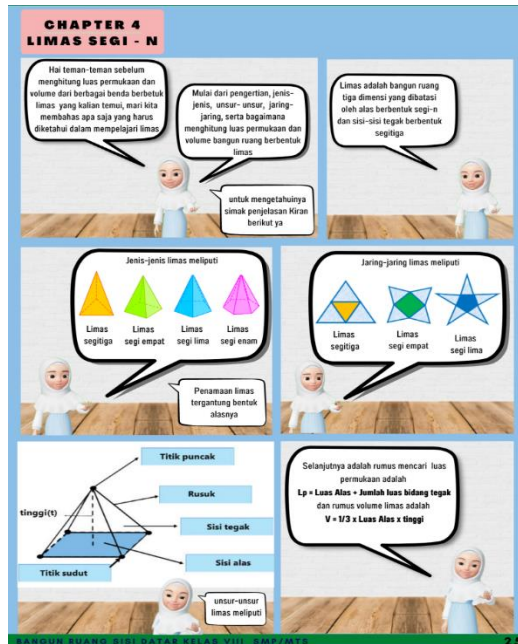 CHAPTER 4
LIMAS SEGI - N
Hai teman-teman sebelum
menghitung luas permukaan dan
volume dari berbagai benda berbetuk
limas yang kalian temui, mari kita
membahas apa saja yang harus
diketahui dalam mempelajari limas
Mulai dari pengertian, jenis-
jenis, unsur- unsur, jaring-
jaring, serta bagaimana
menghitung luas permukaan dan
volume bangun ruang berbentuk
limas
untuk mengetahuinya
simak penjelasan Kiran
berikut ya
Limas adalah bangun ruang
tiga dimensi yang dibatasi
oleh alas berbentuk segi-n
dan sisi-sisi tegak berbentuk
segitiga
Jenis-jenis limas meliputi
Limas
segitiga
Limas
segi empat
Limas
segi lima
Limas
segi enam
Penamaan limas
tergantung bentuk
alasnya
Jaring-jaring limas meliputi
Limas
segitiga
Limas
segi empat
Limas
segi lima
Titik puncak
Rusuk
tinggi(t)
Sisi tegak
Sisi alas
Titik sudut
unsur-unsur
limas meliputi
Selanjutnya adalah rumus mencari luas
permukaan adalah
Lp = Luas Alas + Jumlah luas bidang tegak
dan rumus volume limas adalah
V = 1/3 x Luas Alas x tinggi
BANGUN RUANG SISI DATAR KELAS VIII SMP/MTS